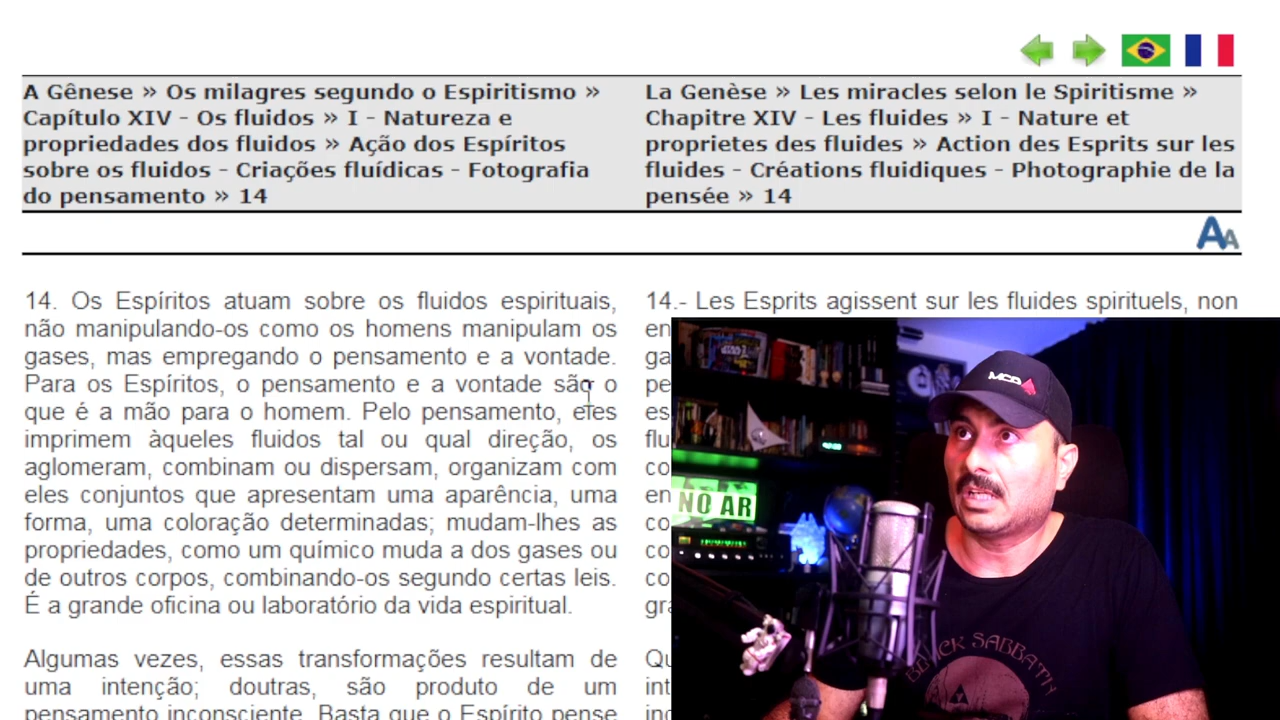 A Gênese » Os milagres segundo o Espiritismo »
Capítulo XIV - Os fluidos » I - Natureza e
propriedades dos fluidos » Ação dos Espíritos
sobre os fluidos - Criações fluídicas - Fotografia
do pensamento » 14
La Genèse » Les miracles selon le Spiritisme »
Chapitre XIV - Les fluides » I - Nature et
proprietes des fluides » Action des Esprits sur les
fluides - Créations fluidiques - Photographie de la
pensée » 14
AA
14. Os Espíritos atuam sobre os fluidos espirituais,
não manipulando-os como os homens manipulam os
gases, mas empregando o pensamento e a vontade.
Para os Espíritos, o pensamento e a vontade são o
que é a mão para o homem. Pelo pensamento, eles
imprimem àqueles fluidos tal ou qual direção, os
aglomeram, combinam ou dispersam, organizam com
eles conjuntos que apresentam uma aparência, uma
forma, uma coloração determinadas; mudam-lhes as
propriedades, como um químico muda a dos gases ou
de outros corpos, combinando-os segundo certas leis.
É a grande oficina ou laboratório da vida espiritual.
Algumas vezes, essas transformações resultam de
uma intenção; doutras, são produto de um
pensamento inconsciente. Basta que o Espírito pense
14.- Les Esprits agissent sur les fluides spirituels, non
NO AR
MCA
BLACK SABBATH